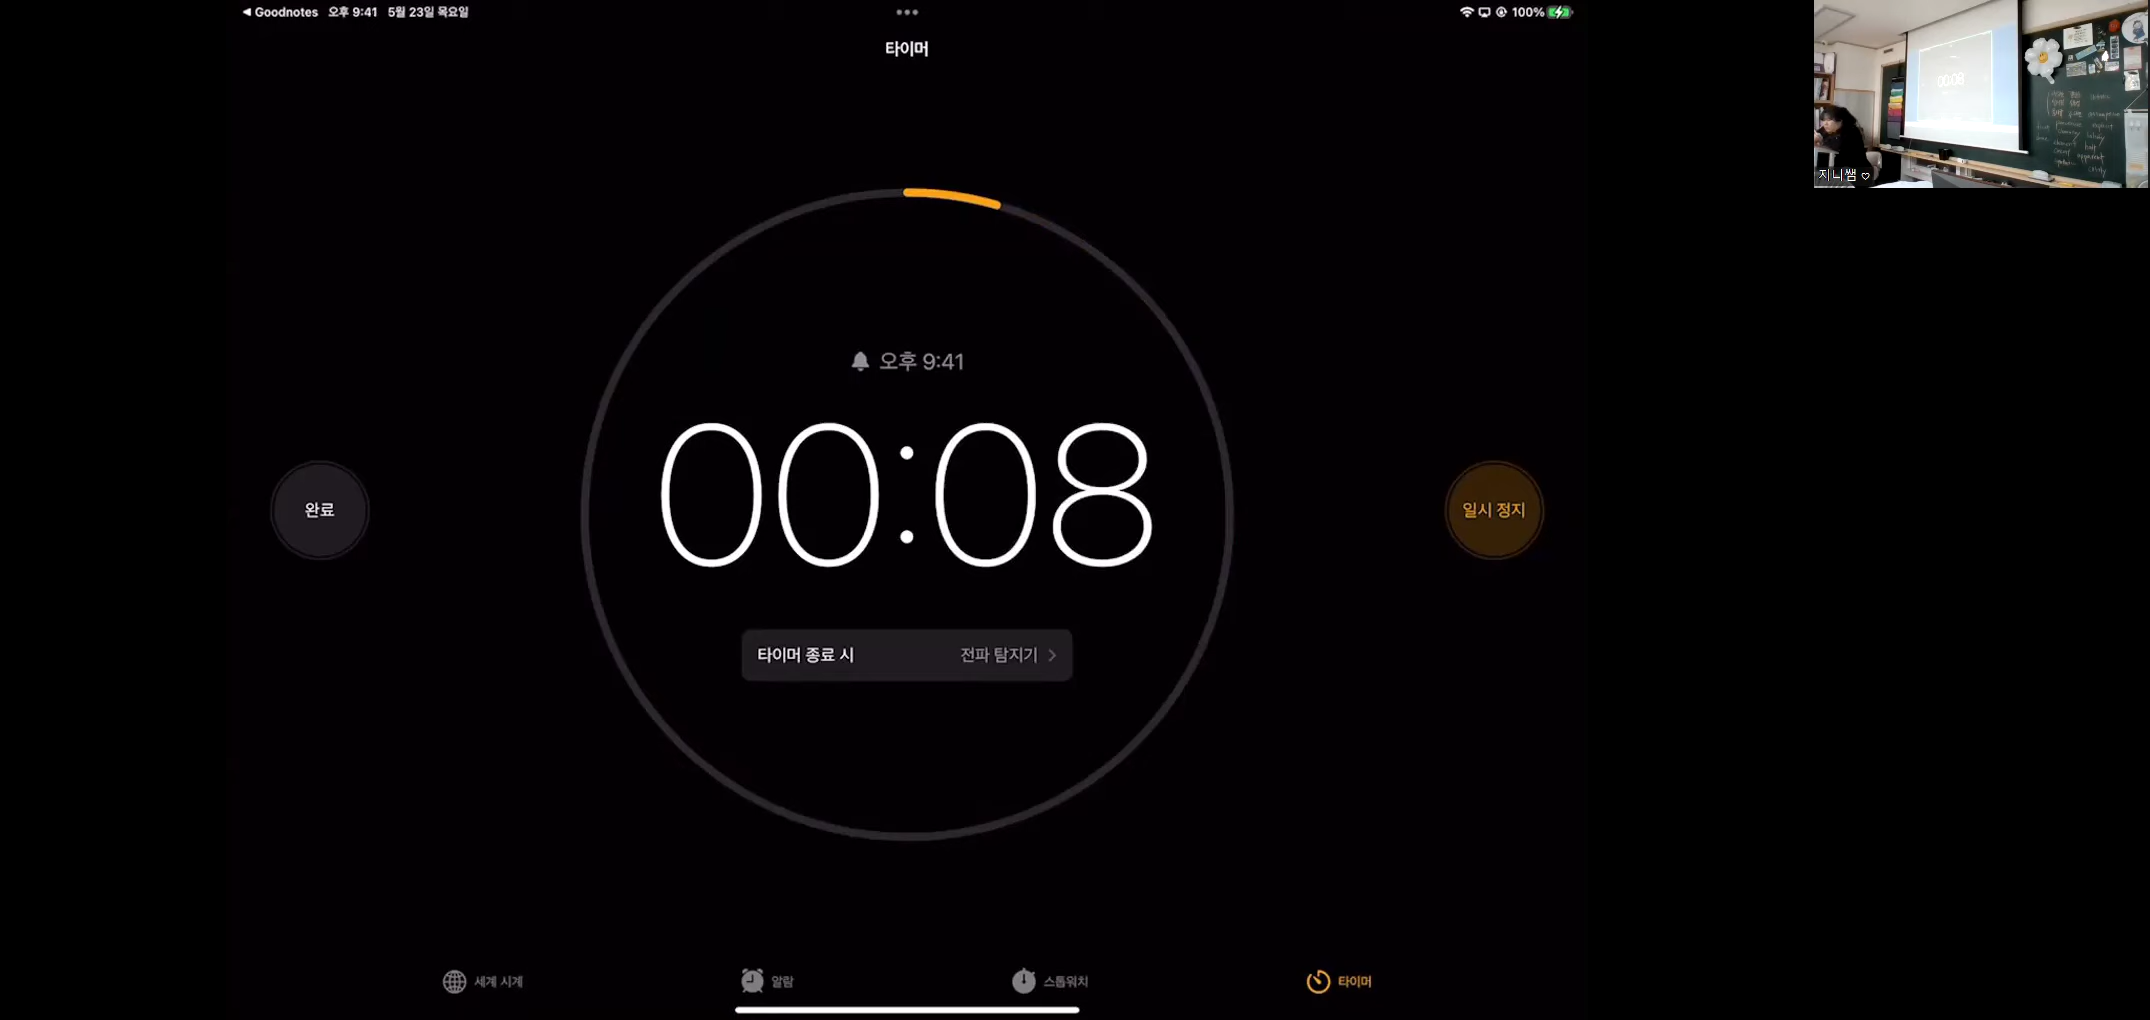 ◀ Goodnotes 오후 9:41 5월 23일 목요일
100%
타이머
오후 9:41
00:08
완료
일시 정지
타이머 종료 시 전파 탐지기
세계 시계
알람
스톱워치
타이머
00:08
지니쌤 ♡